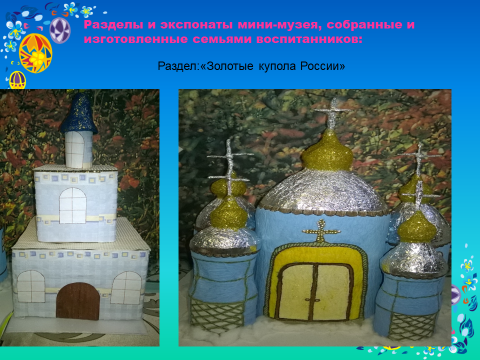 Разделы и экспонаты мини-музея, собранные и
изготовленные семьями воспитанников:
Раздел:«Золотые купола России»